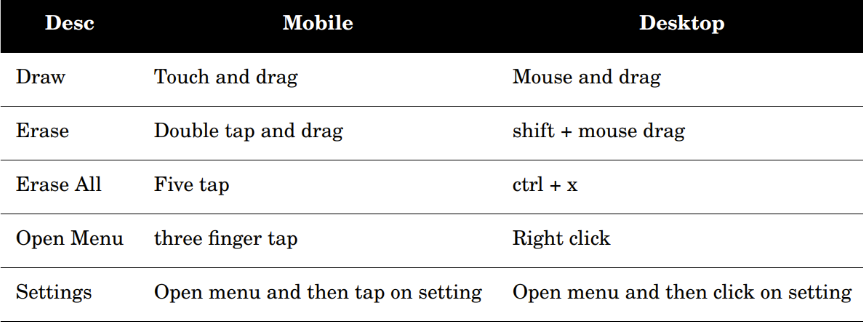 Desc Mobile Desktop
Draw Touch and drag Mouse and drag
Erase Double tap and drag shift + mouse drag
Erase All Five tap ctrl + x
Open Menu three finger tap Right click
Settings Open menu and then tap on setting Open menu and then click on setting